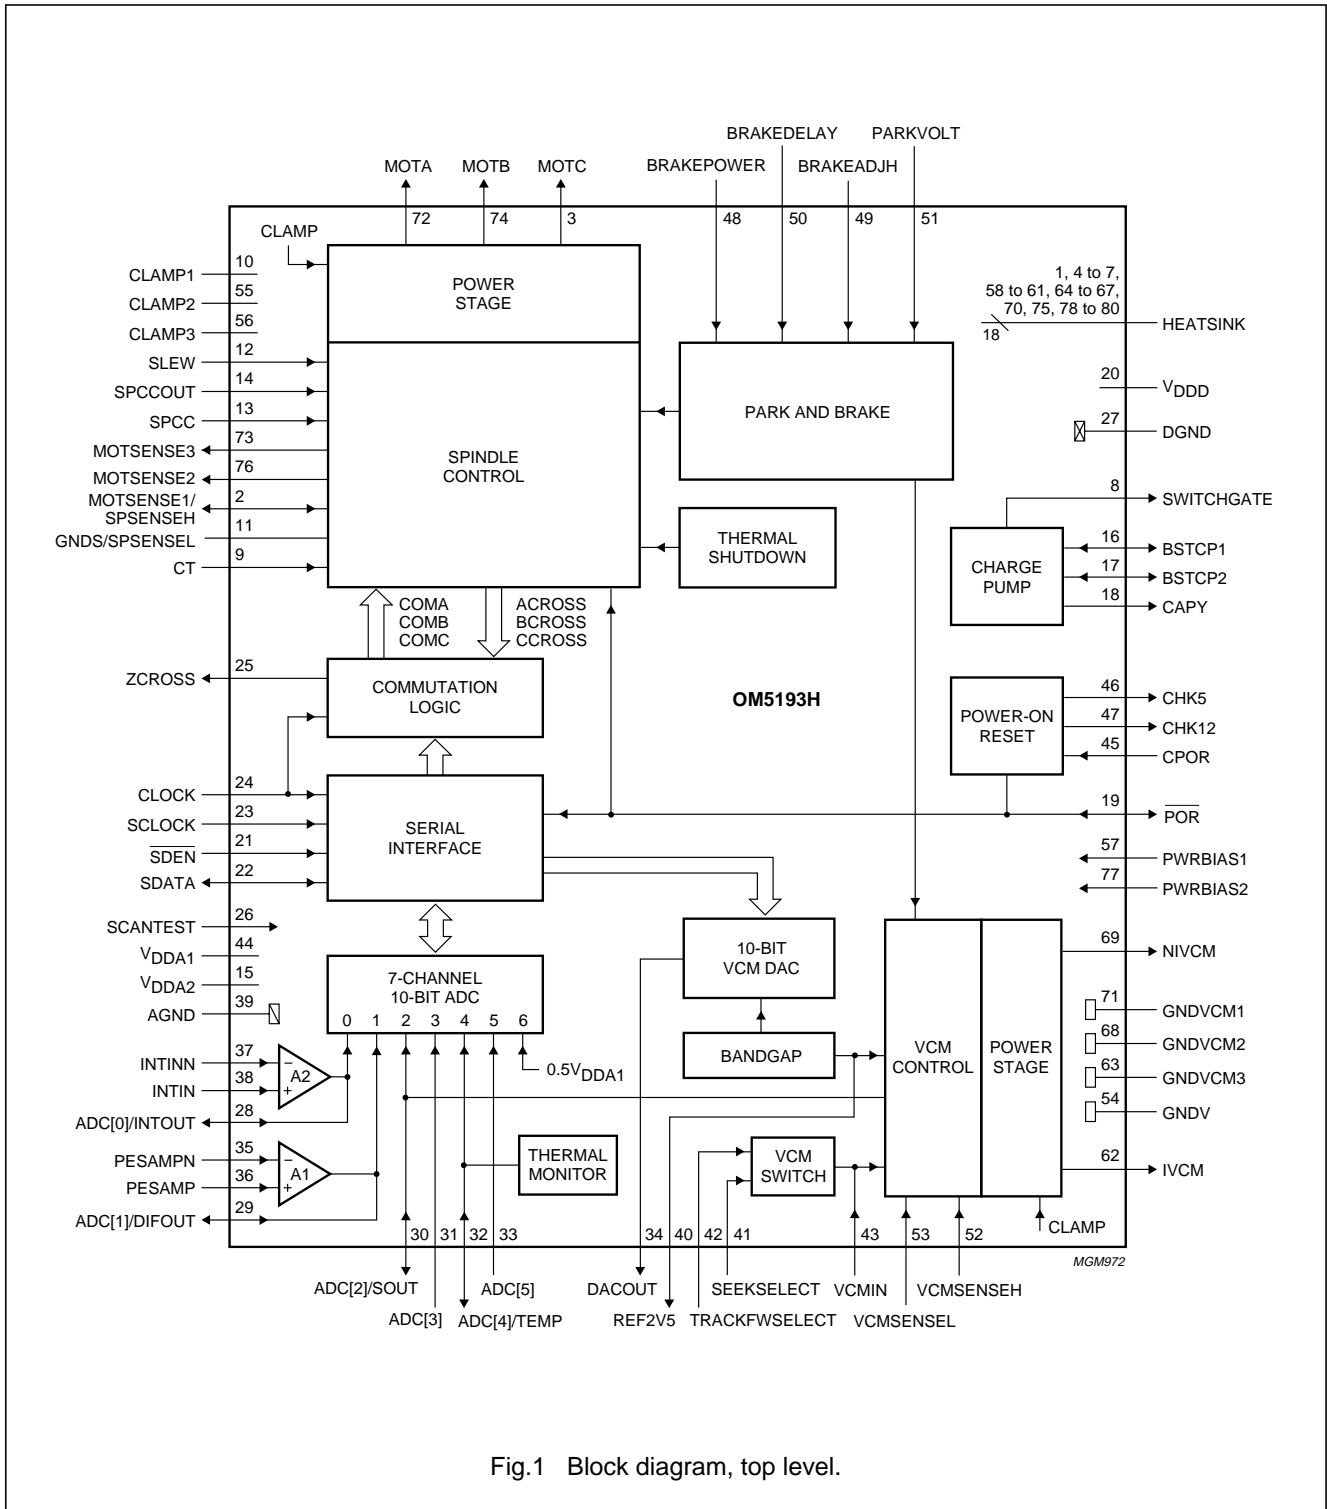 BRAKEDELAY PARKVOLT
MOTA MOTB MOTC BRAKEPOWER BRAKEADJH
72 74 3 48 50 49 51
CLAMP
CLAMP1 10
CLAMP2 55
CLAMP3 56
SLEW 12
SPCCOUT 14
SPCC 13
MOTSENSE3 73
MOTSENSE2 76
MOTSENSE1/
SPSENSEH 2
GNDS/SPSENSEL 11
CT 9
POWER
STAGE
SPINDLE
CONTROL
PARK AND BRAKE
THERMAL
SHUTDOWN
1, 4 to 7,
58 to 61, 64 to 67,
70, 75, 78 to 80
18 HEATSINK
20 VDDD
27 DGND
8 SWITCHGATE
CHARGE
PUMP
16 BSTCP1
17 BSTCP2
18 CAPY
COMA
COMB
COMC
ACROSS
BCROSS
CCROSS
ZCROSS 25
COMMUTATION
LOGIC
OM5193H
POWER-ON
RESET
46 CHK5
47 CHK12
45 CPOR
CLOCK 24
SCLOCK 23
SDEN 21
SDATA 22
SERIAL
INTERFACE
19 POR
57 PWRBIAS1
77 PWRBIAS2
SCANTEST 26
VDDA1 44
VDDA2 15
AGND 39
7-CHANNEL
10-BIT ADC
0 1 2 3 4 5 6
0.5VDDA1
10-BIT
VCM DAC
BANDGAP
VCM
CONTROL
POWER
STAGE
69 NIVCM
71 GNDVCM1
68 GNDVCM2
63 GNDVCM3
54 GNDV
62 IVCM
INTINN 37 −
A2
INTIN 38 +
ADC[0]/INTOUT 28
PESAMPN 35 −
A1
PESAMP 36 +
ADC[1]/DIFOUT 29
THERMAL
MONITOR
VCM
SWITCH
CLAMP
30 31 32 33 34 40 42 41 43 53 52
MGM972
ADC[2]/SOUT ADC[5] DACOUT SEEKSELECT VCMIN VCMSENSEH
ADC[3] ADC[4]/TEMP REF2V5 TRACKFWSELECT VCMSENSEL
Fig.1 Block diagram, top level.